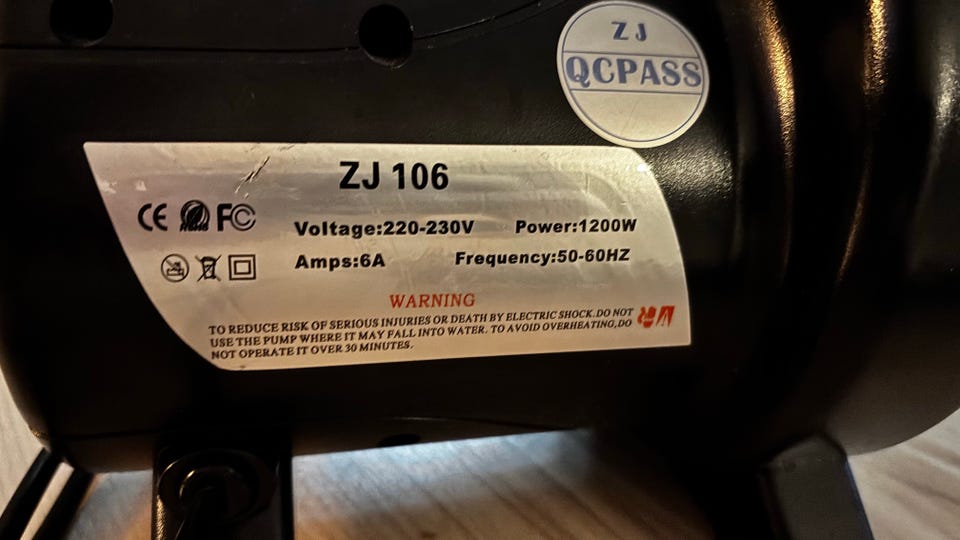 ZJ
QCPASS
ZJ 106
CE RoHS FC
Voltage:220-230V Power:1200W
Amps:6A Frequency:50-60HZ
WARNING
TO REDUCE RISK OF SERIOUS INJURIES OR DEATH BY ELECTRIC SHOCK.DO NOT
USE THE PUMP WHERE IT MAY FALL INTO WATER. TO AVOID OVERHEATING,DO
NOT OPERATE IT OVER 30 MINUTES.